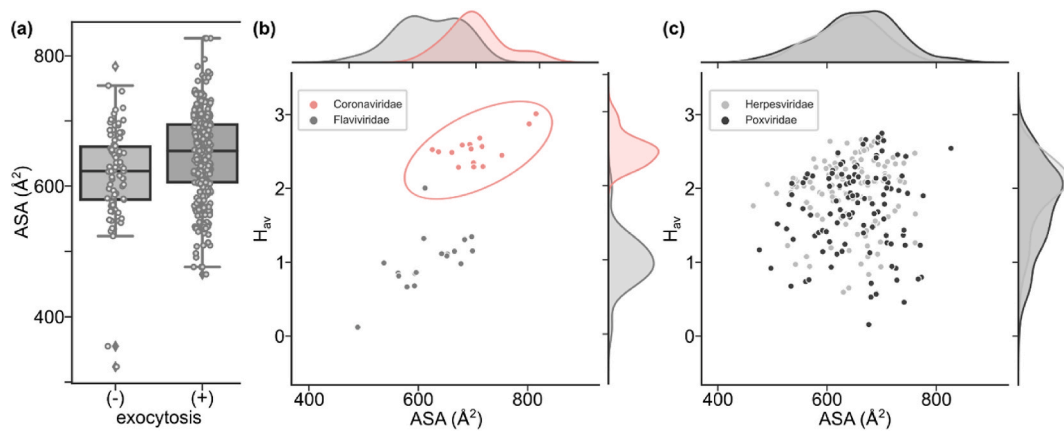 (a)
ASA (Å²)
800
600
400
(-)
(+)
exocytosis
(b)
Coronaviridae
Flaviviridae
H_av
3
2
1
0
400
600
800
ASA (Å²)
(c)
Herpesviridae
Poxviridae
H_av
3
2
1
0
400
600
800
ASA (Å²)